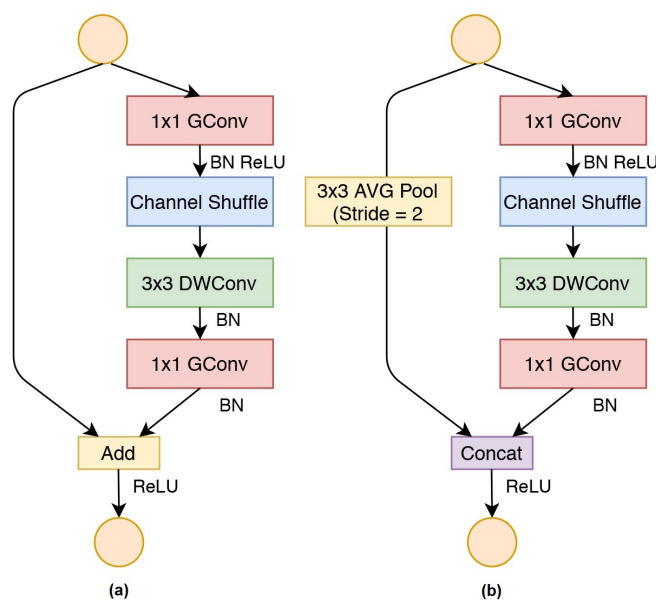 1x1 GConv
BN ReLU
Channel Shuffle
3x3 DWConv
BN
1x1 GConv
BN
Add
ReLU
(a)
1x1 GConv
BN ReLU
3x3 AVG Pool
(Stride = 2
Channel Shuffle
3x3 DWConv
BN
1x1 GConv
BN
Concat
ReLU
(b)